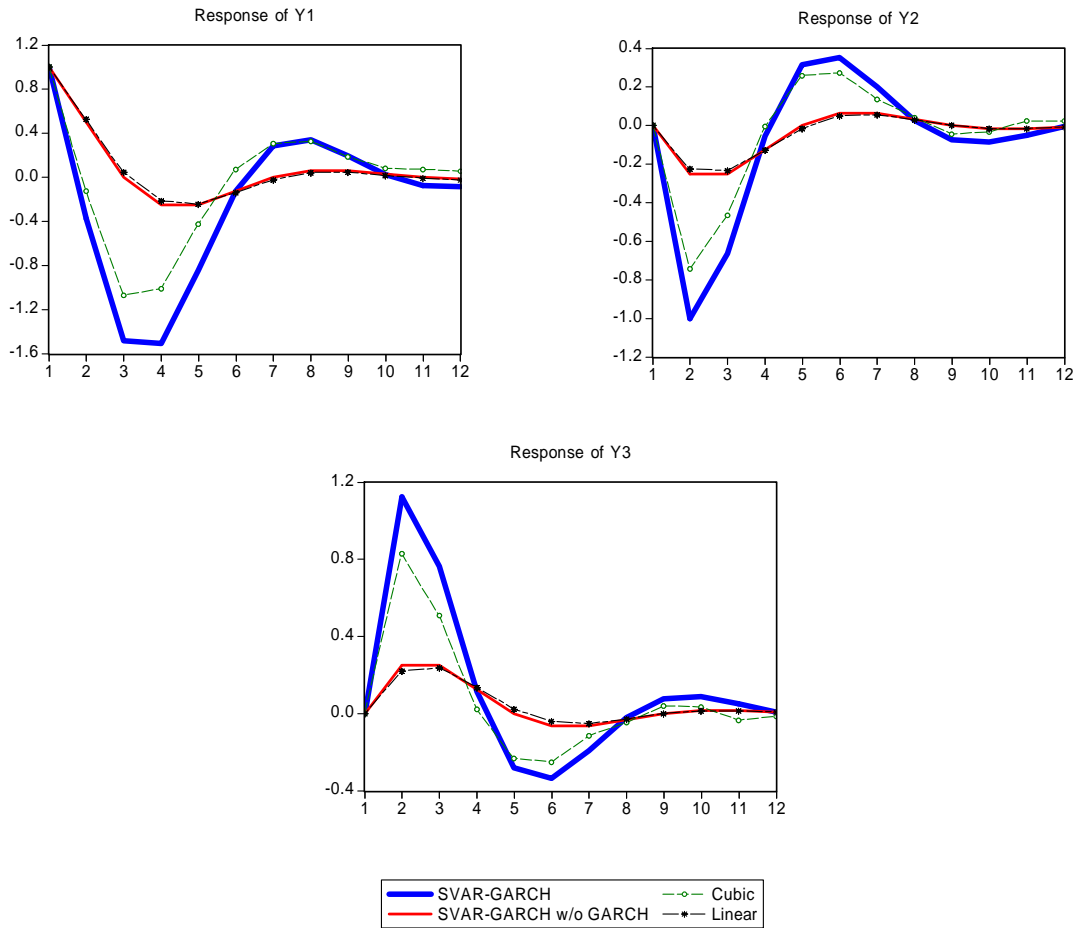 Response of Y1
1.2
0.8
0.4
0.0
-0.4
-0.8
-1.2
-1.6
1 2 3 4 5 6 7 8 9 10 11 12
Response of Y2
0.4
0.2
0.0
-0.2
-0.4
-0.6
-0.8
-1.0
-1.2
1 2 3 4 5 6 7 8 9 10 11 12
Response of Y3
1.2
0.8
0.4
0.0
-0.4
1 2 3 4 5 6 7 8 9 10 11 12
SVAR-GARCH Cubic
SVAR-GARCH w/o GARCH Linear